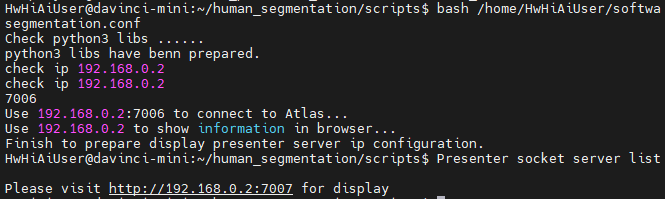 HwHiAiUser@davinci-mini:~/human_segmentation/scripts$ bash /home/HwHiAiUser/softwa
segmentation.conf
Check python3 libs ......
python3 libs have benn prepared.
check ip 192.168.0.2
check ip 192.168.0.2
7006
Use 192.168.0.2:7006 to connect to Atlas...
Use 192.168.0.2 to show information in browser...
Finish to prepare display presenter server ip configuration.
HwHiAiUser@davinci-mini:~/human_segmentation/scripts$ Presenter socket server list
Please visit http://192.168.0.2:7007 for display